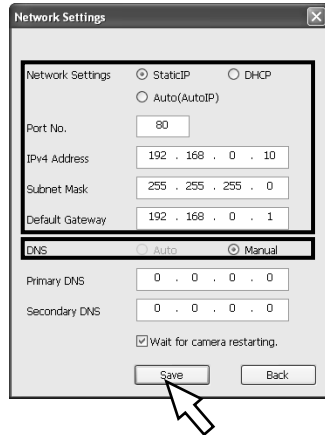 Network Settings
Network Settings StaticIP DHCP
Auto(AutoIP)
Port No. 80
IPv4 Address 192 . 168 . 0 . 10
Subnet Mask 255 . 255 . 255 . 0
Default Gateway 192 . 168 . 0 . 1
DNS Auto Manual
Primary DNS 0 . 0 . 0 . 0
Secondary DNS 0 . 0 . 0 . 0
Wait for camera restarting.
Save Back